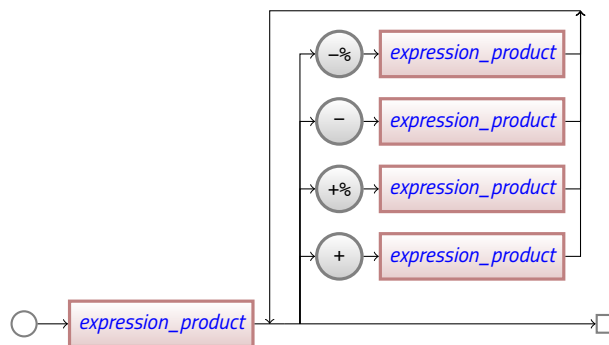 -% expression_product
- expression_product
+% expression_product
+ expression_product
expression_product